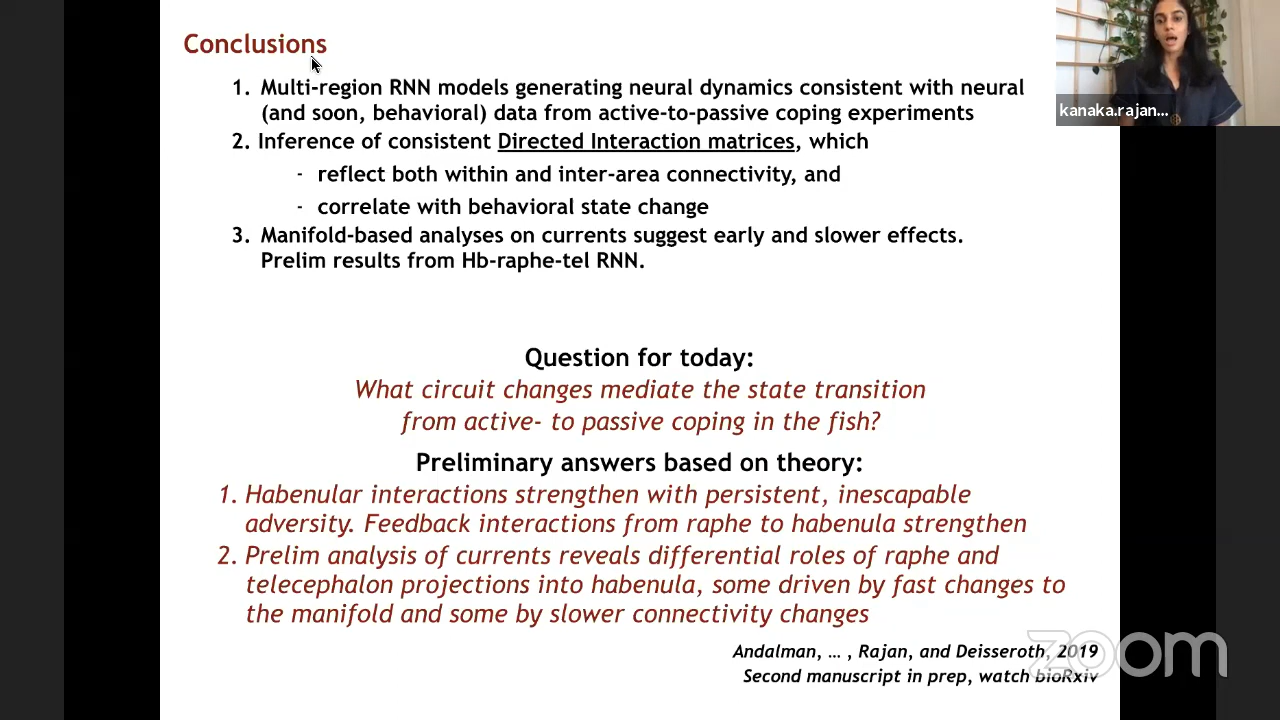 Conclusions
kanaka.rajan...
1. Multi-region RNN models generating neural dynamics consistent with neural
(and soon, behavioral) data from active-to-passive coping experiments
2. Inference of consistent Directed Interaction matrices, which
- reflect both within and inter-area connectivity, and
- correlate with behavioral state change
3. Manifold-based analyses on currents suggest early and slower effects.
Prelim results from Hb-raphe-tel RNN.
Question for today:
What circuit changes mediate the state transition
from active- to passive coping in the fish?
Preliminary answers based on theory:
1. Habenular interactions strengthen with persistent, inescapable
adversity. Feedback interactions from raphe to habenula strengthen
2. Prelim analysis of currents reveals differential roles of raphe and
telecephalon projections into habenula, some driven by fast changes to
the manifold and some by slower connectivity changes
Andalman, ... , Rajan, and Deisseroth, 2019
Second manuscript in prep, watch bioRxiv
zoom